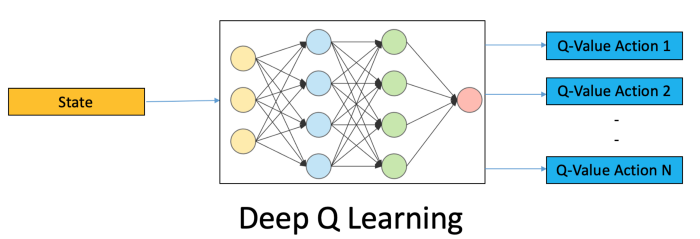 State
Q-Value Action 1
Q-Value Action 2
-
-
Q-Value Action N
Deep Q Learning